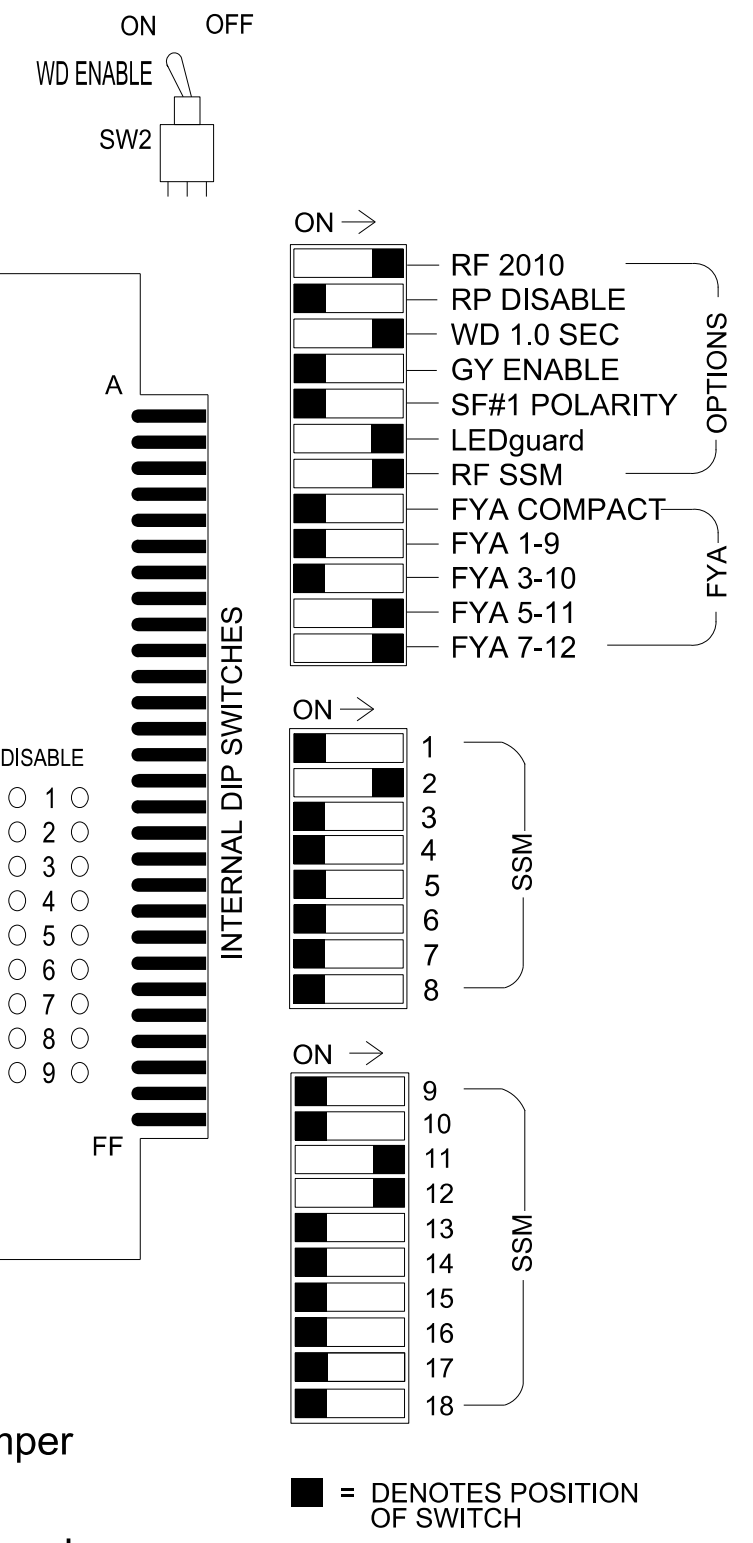 ON OFF
WD ENABLE
SW2
ON
RF 2010
RP DISABLE
WD 1.0 SEC
GY ENABLE
SF#1 POLARITY
LEDguard
RF SSM
OPTIONS
FYA COMPACT
FYA 1-9
FYA 3-10
FYA 5-11
FYA 7-12
FYA
A
FF
INTERNAL DIP SWITCHES
DISABLE
1
2
3
4
5
6
7
8
9
ON
1
2
3
4
5
6
7
8
SSM
ON
9
10
11
12
13
14
15
16
17
18
SSM
= DENOTES POSITION
OF SWITCH